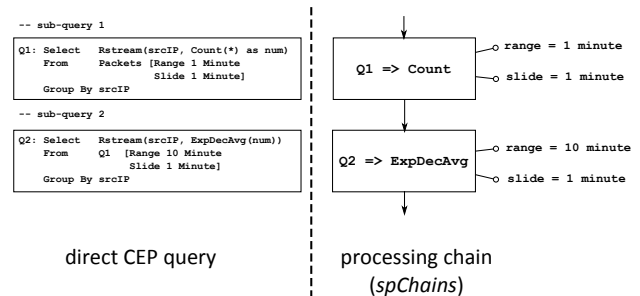 -- sub-query 1
Q1: Select Rstream(srcIP, Count(*) as num)
From Packets [Range 1 Minute
Slide 1 Minute]
Group By srcIP
-- sub-query 2
Q2: Select Rstream(srcIP, ExpDecAvg(num))
From Q1 [Range 10 Minute
Slide 1 Minute]
Group By srcIP
direct CEP query
Q1 => Count
range = 1 minute
slide = 1 minute
Q2 => ExpDecAvg
range = 10 minute
slide = 1 minute
processing chain
(spChains)